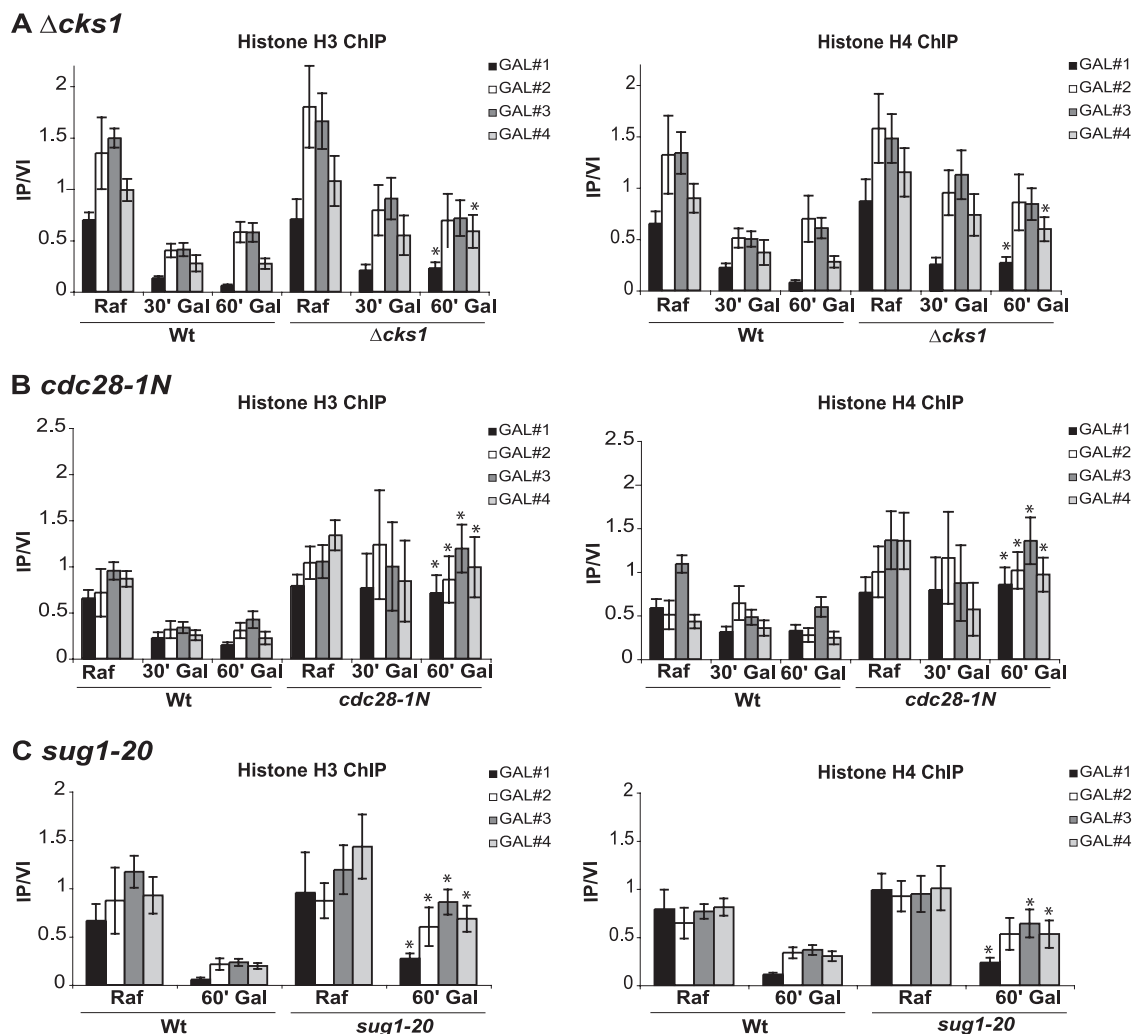 A Δcks1
Histone H3 ChIP
IP/VI
2
1.5
1
0.5
0
GAL#1
GAL#2
GAL#3
GAL#4
* *
Raf 30' Gal 60' Gal Raf 30' Gal 60' Gal
Wt Δcks1
Histone H4 ChIP
IP/VI
2
1.5
1
0.5
0
GAL#1
GAL#2
GAL#3
GAL#4
* *
Raf 30' Gal 60' Gal Raf 30' Gal 60' Gal
Wt Δcks1
B cdc28-1N
Histone H3 ChIP
IP/VI
2.5
2
1.5
1
0.5
0
GAL#1
GAL#2
GAL#3
GAL#4
* * * *
Raf 30' Gal 60' Gal Raf 30' Gal 60' Gal
Wt cdc28-1N
Histone H4 ChIP
IP/VI
2.5
2
1.5
1
0.5
0
GAL#1
GAL#2
GAL#3
GAL#4
* * * *
Raf 30' Gal 60' Gal Raf 30' Gal 60' Gal
Wt cdc28-1N
C sug1-20
Histone H3 ChIP
IP/VI
2
1.5
1
0.5
0
GAL#1
GAL#2
GAL#3
GAL#4
* * * *
Raf 60' Gal Raf 60' Gal
Wt sug1-20
Histone H4 ChIP
IP/VI
2
1.5
1
0.5
0
GAL#1
GAL#2
GAL#3
GAL#4
* * *
Raf 60' Gal Raf 60' Gal
Wt sug1-20